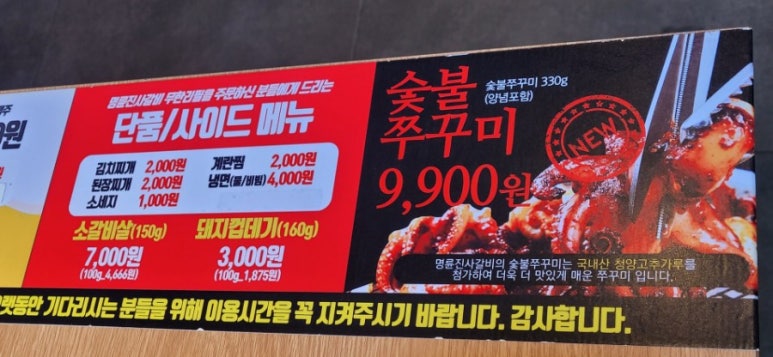 원
명륜진사갈비 무한리필을 주문하신 분들에게 드리는
단품/사이드 메뉴
김치찌개 2,000원
된장찌개 2,000원
소세지 1,000원
계란찜 2,000원
냉면(물/비빔) 4,000원
소갈비살(150g)
7,000원
(100g_4,666원)
돼지껍데기(160g)
3,000원
(100g_1,875원)
숯불
쭈꾸미
숯불쭈꾸미 330g
(양념포함)
NEW
9,900원
명륜진사갈비의 숯불쭈꾸미는 국내산 청양고추가루를
첨가하여 더욱 더 맛있게 매운 쭈꾸미 입니다.
기다리시는 분들을 위해 이용시간을 꼭 지켜주시기 바랍니다. 감사합니다.